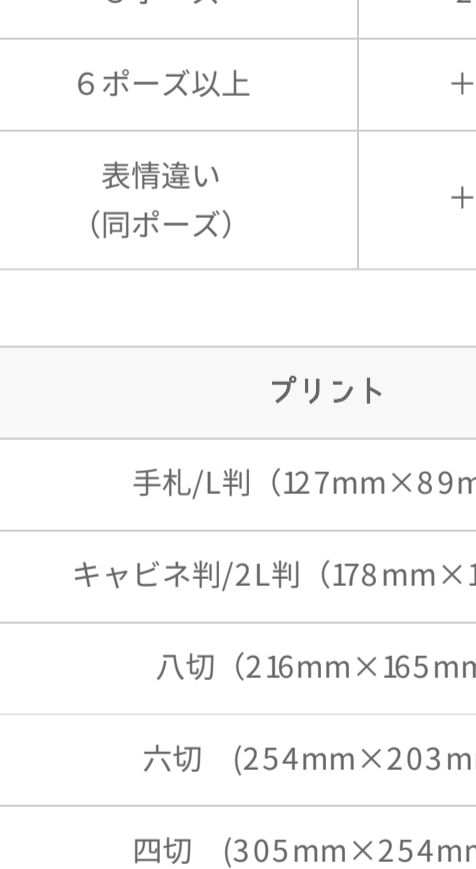 6ポーズ以上
+
表情違い
(同ポーズ)
+
プリント
手札/L判（127mm×89m
キャビネ判/2L判（178mm×1
八切（216mm×165mm
六切 (254mm×203m
四切 (305mm×254mm